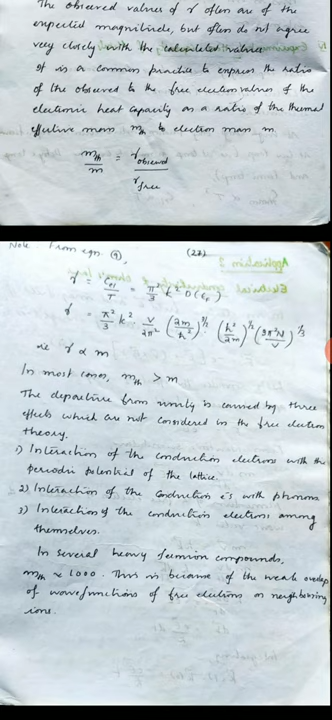 The observed values of γ often are of the
expected magnitude, but often do not agree
very closely with the calculated values
It is a common practice to express the ratio
of the observed to the free electron values of the
electronic heat capacity as a ratio of the thermal
effective mass m_th to electron mass m.
m_th/m = γ_observed/γ_free
Note: From eqn (9), (23)
γ = C_el/T = π²/3 k² D(ε_F)
γ = π²/3 k² V/2π² (2m/ħ²)^3/2 (ħ²/2m)^1/2 (3π²N/V)^1/3
ie γ ∝ m
In most cases, m_th > m
The departure from unity is caused by three
effects which are not considered in the free electron
theory.
1) Interaction of the conduction electrons with the
periodic potential of the lattice.
2) Interaction of the conduction e's with phonons
3) Interaction of the conduction electrons among
themselves.
In several heavy fermion compounds,
m_th ≈ 1000. This is because of the weak overlap
of wavefunctions of free electrons on neighbouring
ions.